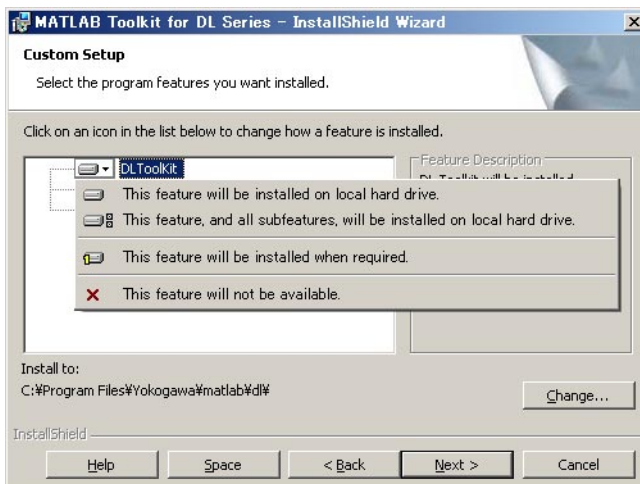 MATLAB Toolkit for DL Series - InstallShield Wizard
Custom Setup
Select the program features you want installed.
Click on an icon in the list below to change how a feature is installed.
DLToolKit
Feature Description
This feature will be installed on local hard drive.
This feature, and all subfeatures, will be installed on local hard drive.
This feature will be installed when required.
This feature will not be available.
Install to:
C:¥Program Files¥Yokogawa¥matlab¥dl¥
Change...
InstallShield
Help
Space
< Back
Next >
Cancel